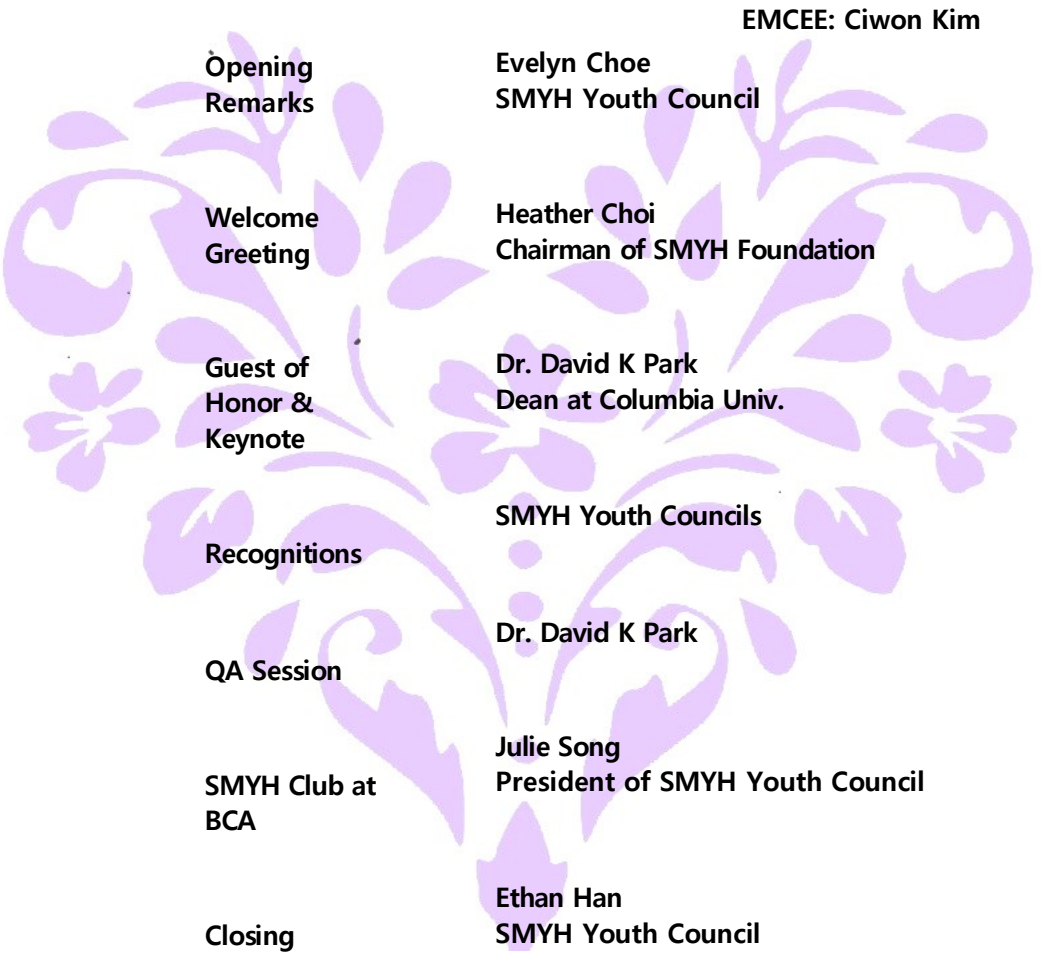 EMCEE: Ciwon Kim
Opening
Remarks
Evelyn Choe
SMYH Youth Council
Welcome
Greeting
Heather Choi
Chairman of SMYH Foundation
Guest of
Honor &
Keynote
Dr. David K Park
Dean at Columbia Univ.
Recognitions
SMYH Youth Councils
QA Session
Dr. David K Park
SMYH Club at
BCA
Julie Song
President of SMYH Youth Council
Closing
Ethan Han
SMYH Youth Council